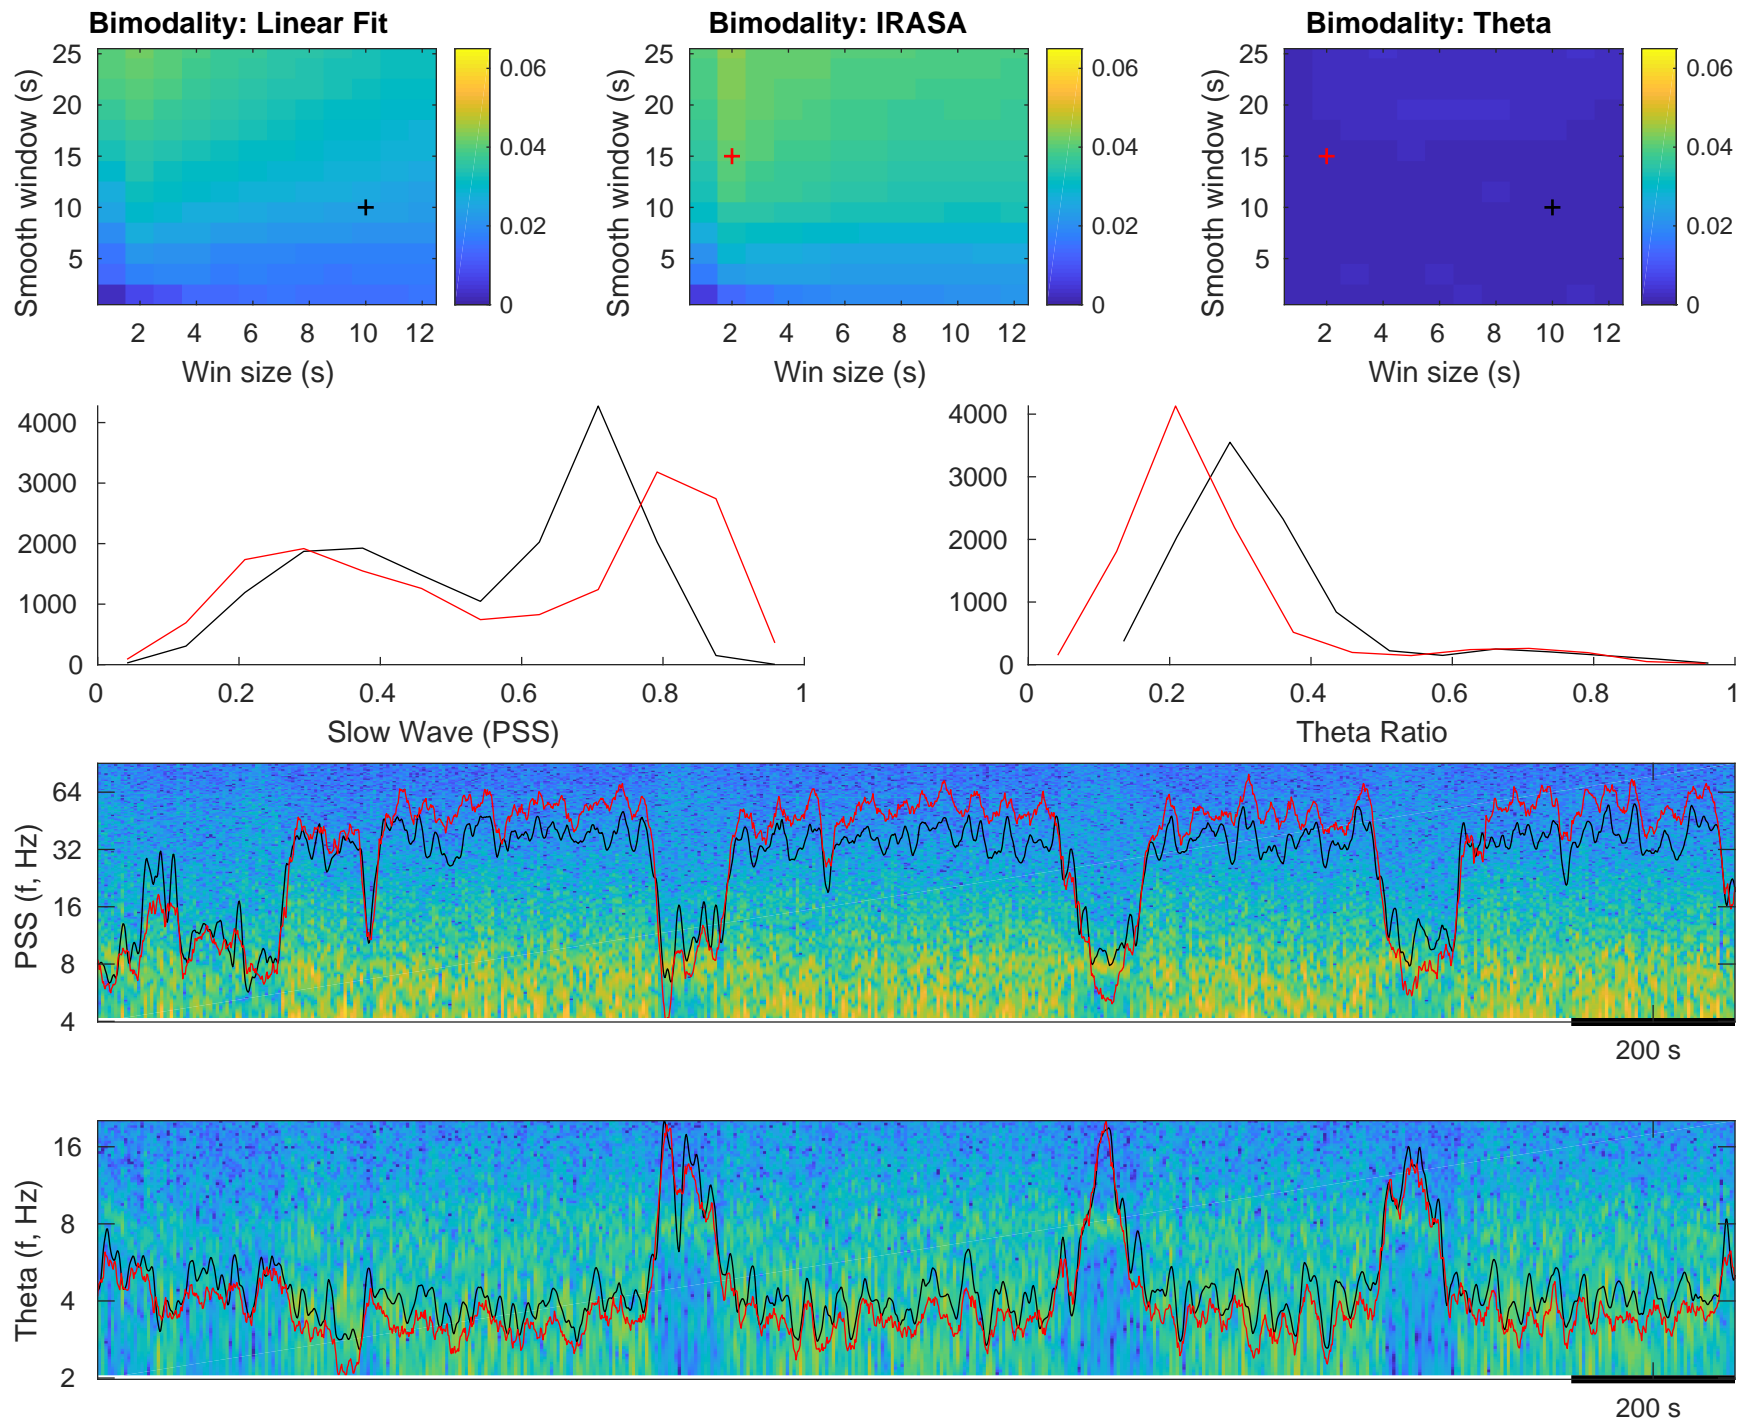 Bimodality: Linear Fit
Bimodality: IRASA
Bimodality: Theta
Smooth window (s)
25
20
15
10
5
2 4 6 8 10 12
Win size (s)
0.06
0.04
0.02
0
Smooth window (s)
25
20
15
10
5
2 4 6 8 10 12
Win size (s)
0.06
0.04
0.02
0
Smooth window (s)
25
20
15
10
5
2 4 6 8 10 12
Win size (s)
0.06
0.04
0.02
0
4000
3000
2000
1000
0
0 0.2 0.4 0.6 0.8 1
Slow Wave (PSS)
4000
3000
2000
1000
0
0 0.2 0.4 0.6 0.8 1
Theta Ratio
PSS (f, Hz)
64
32
16
8
4
200 s
Theta (f, Hz)
16
8
4
2
200 s